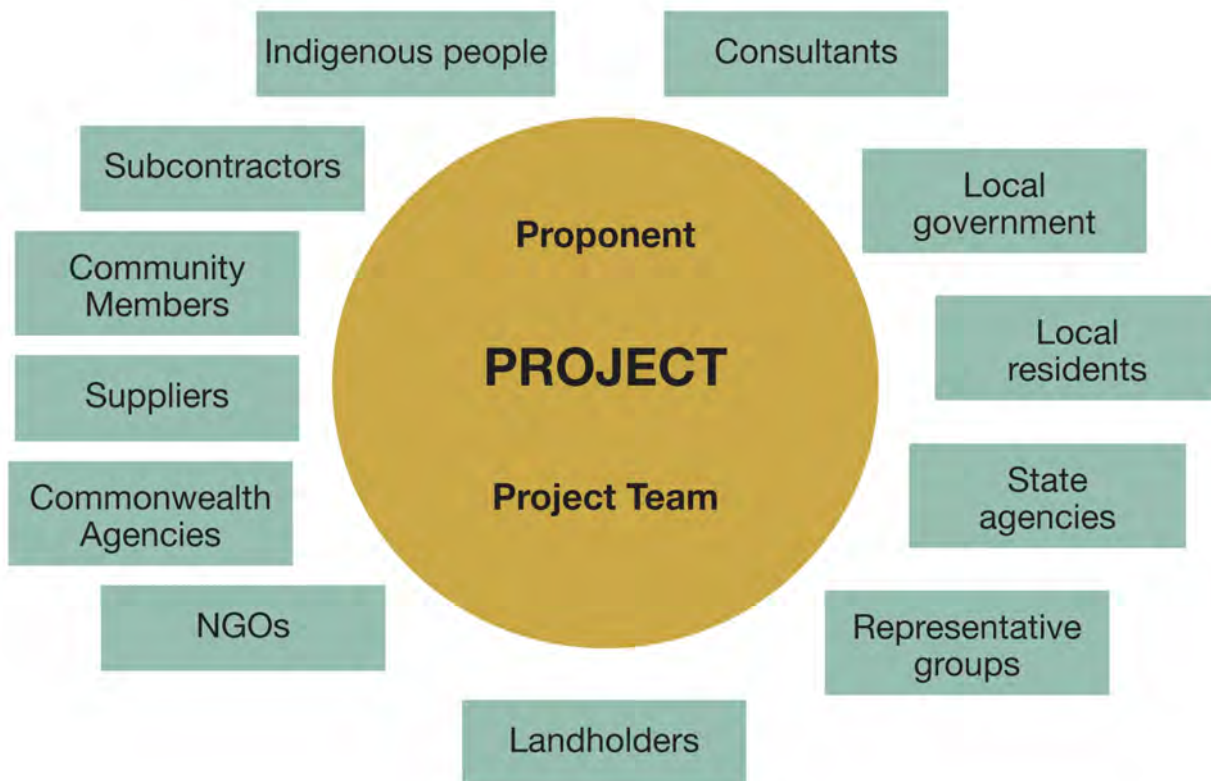 Indigenous people
Consultants
Subcontractors
Local
government
Proponent
Community
Members
Local
residents
PROJECT
Suppliers
State
agencies
Commonwealth
Agencies
Project Team
NGOs
Representative
groups
Landholders